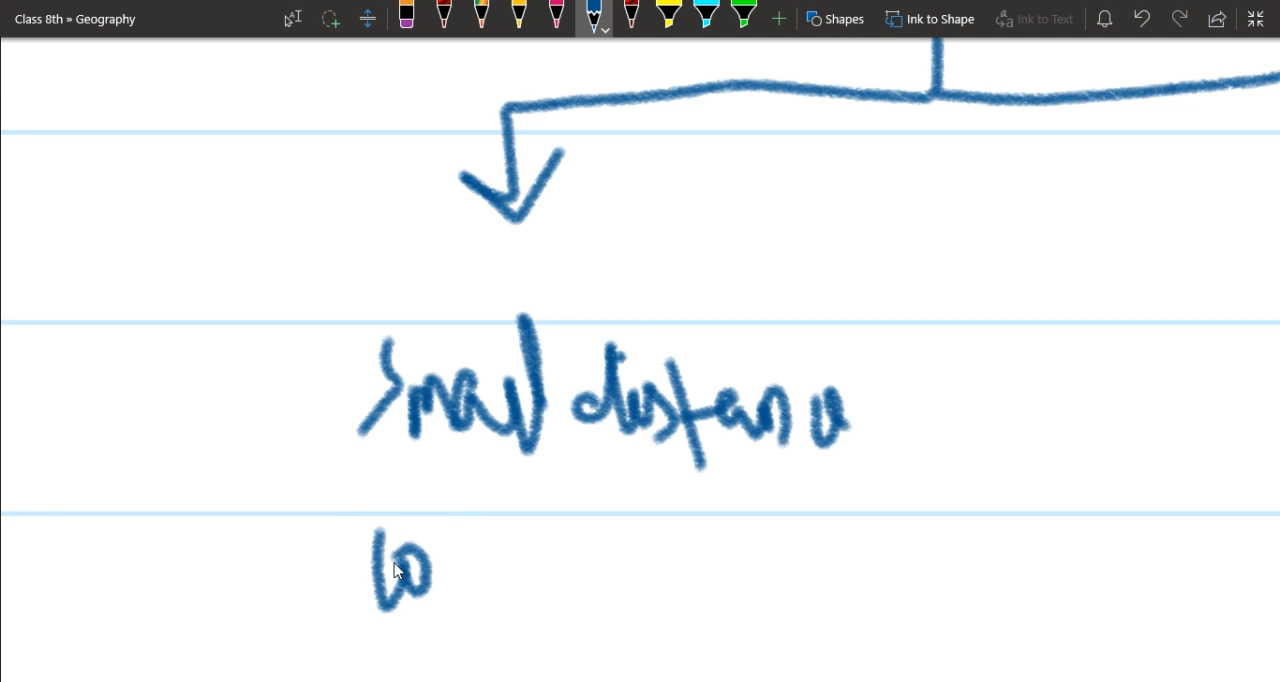 Class 8th » Geography
Shapes
Ink to Shape
Ink to Text
Small distance